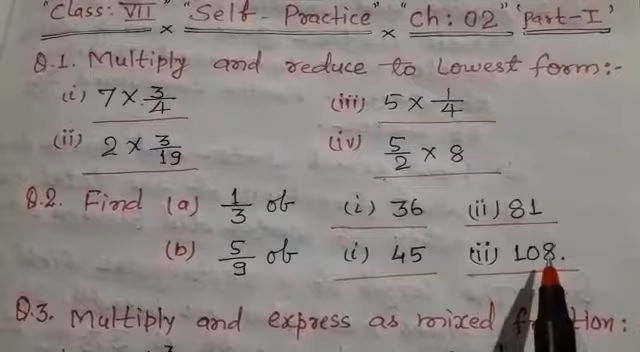 "Class: VII" × "Self-Practice" × "Ch: 02" 'Part-I'
Q.1. Multiply and reduce to Lowest form:-
(i) 7 × 3/4 (iii) 5 × 1/4
(ii) 2 × 3/19 (iv) 5/2 × 8
Q.2. Find (a) 1/3 of (i) 36 (ii) 81
(b) 5/9 of (i) 45 (ii) 108.
Q.3. Multiply and express as mixed fraction: